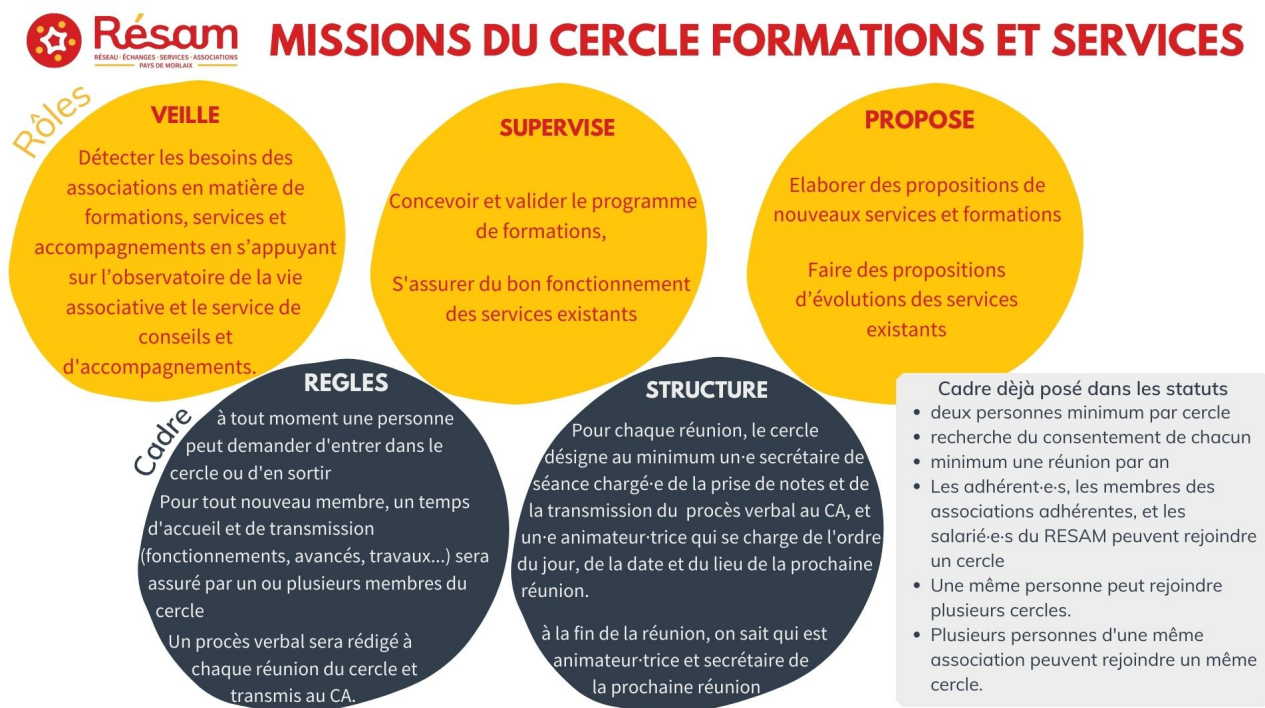 Résam
RÉSEAU · ÉCHANGES · SERVICES · ASSOCIATIONS
PAYS DE MORLAIX
MISSIONS DU CERCLE FORMATIONS ET SERVICES
Rôles
VEILLE
Détecter les besoins des
associations en matière de
formations, services et
accompagnements en s'appuyant
sur l'observatoire de la vie
associative et le service de
conseils et
d'accompagnements.
SUPERVISE
Concevoir et valider le programme
de formations,
S'assurer du bon fonctionnement
des services existants
PROPOSE
Elaborer des propositions de
nouveaux services et formations
Faire des propositions
d'évolutions des services
existants
Cadre
REGLES
à tout moment une personne
peut demander d'entrer dans le
cercle ou d'en sortir
Pour tout nouveau membre, un temps
d'accueil et de transmission
(fonctionnements, avancés, travaux...) sera
assuré par un ou plusieurs membres du
cercle
Un procès verbal sera rédigé à
chaque réunion du cercle et
transmis au CA.
STRUCTURE
Pour chaque réunion, le cercle
désigne au minimum un·e secrétaire de
séance chargé·e de la prise de notes et de
la transmission du procès verbal au CA, et
un·e animateur·trice qui se charge de l'ordre
du jour, de la date et du lieu de la prochaine
réunion.
à la fin de la réunion, on sait qui est
animateur·trice et secrétaire de
la prochaine réunion
Cadre dèjà posé dans les statuts
• deux personnes minimum par cercle
• recherche du consentement de chacun
• minimum une réunion par an
• Les adhérent·e·s, les membres des
associations adhérentes, et les
salarié·e·s du RESAM peuvent rejoindre
un cercle
• Une même personne peut rejoindre
plusieurs cercles.
• Plusieurs personnes d'une même
association peuvent rejoindre un même
cercle.